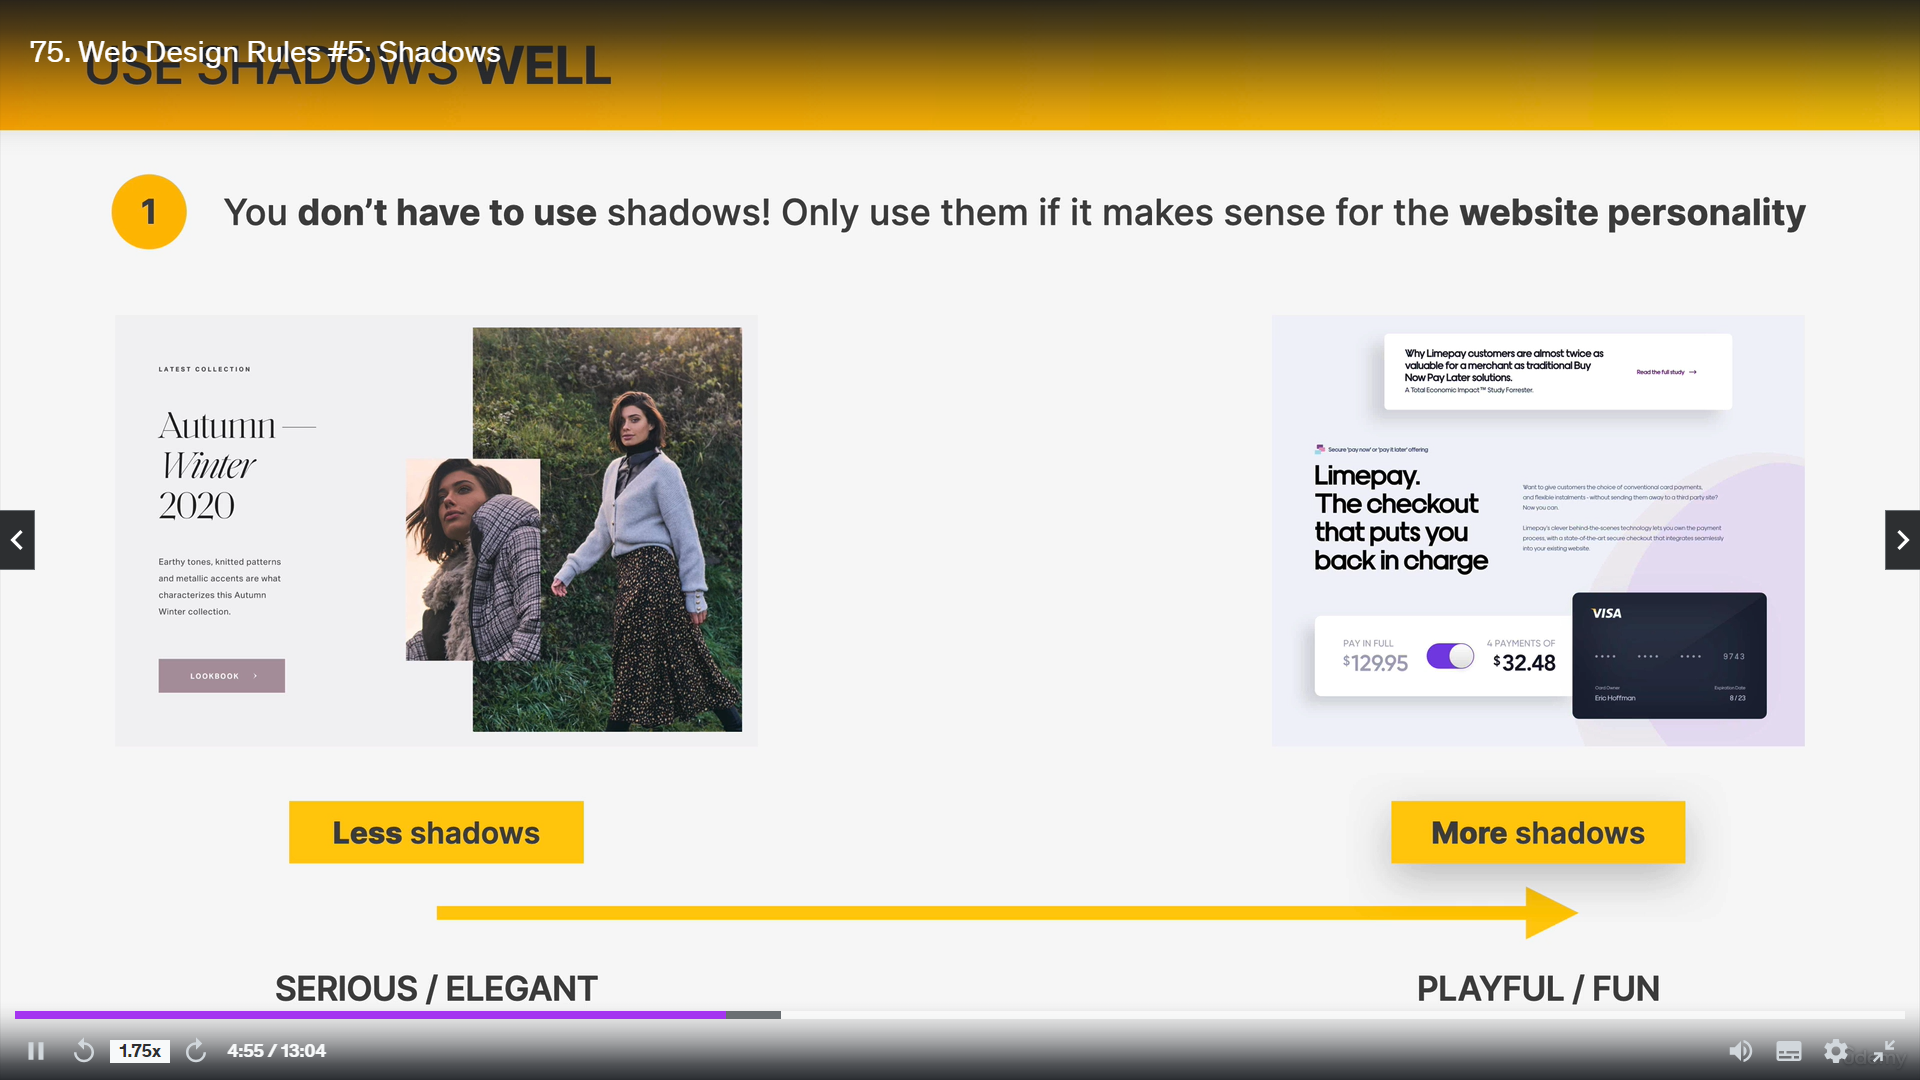 75. Web Design Rules #5: Shadows
USE SHADOWS WELL
1
You don't have to use shadows! Only use them if it makes sense for the website personality
LATEST COLLECTION
Autumn —
Winter
2020
Earthy tones, knitted patterns
and metallic accents are what
characterizes this Autumn
Winter collection.
LOOKBOOK >
Why Limepay customers are almost twice as
valuable for a merchant as traditional Buy
Now Pay Later solutions.
A Total Economic Impact™ Study Forrester.
Read the full study →
Secure 'pay now' or 'pay it later' offering
Limepay.
The checkout
that puts you
back in charge
Want to give customers the choice of conventional card payments,
and flexible instalments - without sending them away to a third party site?
Now you can.
Limepay's clever behind-the-scenes technology lets you own the payment
process, with a state-of-the-art secure checkout that integrates seamlessly
into your existing website.
PAY IN FULL
$129.95
4 PAYMENTS OF
$32.48
VISA
**** **** **** 9743
Card Owner
Eric Hoffman
Expiration Date
8 / 23
Less shadows
More shadows
SERIOUS / ELEGANT
PLAYFUL / FUN
1.75x
4:55 / 13:04
Udemy